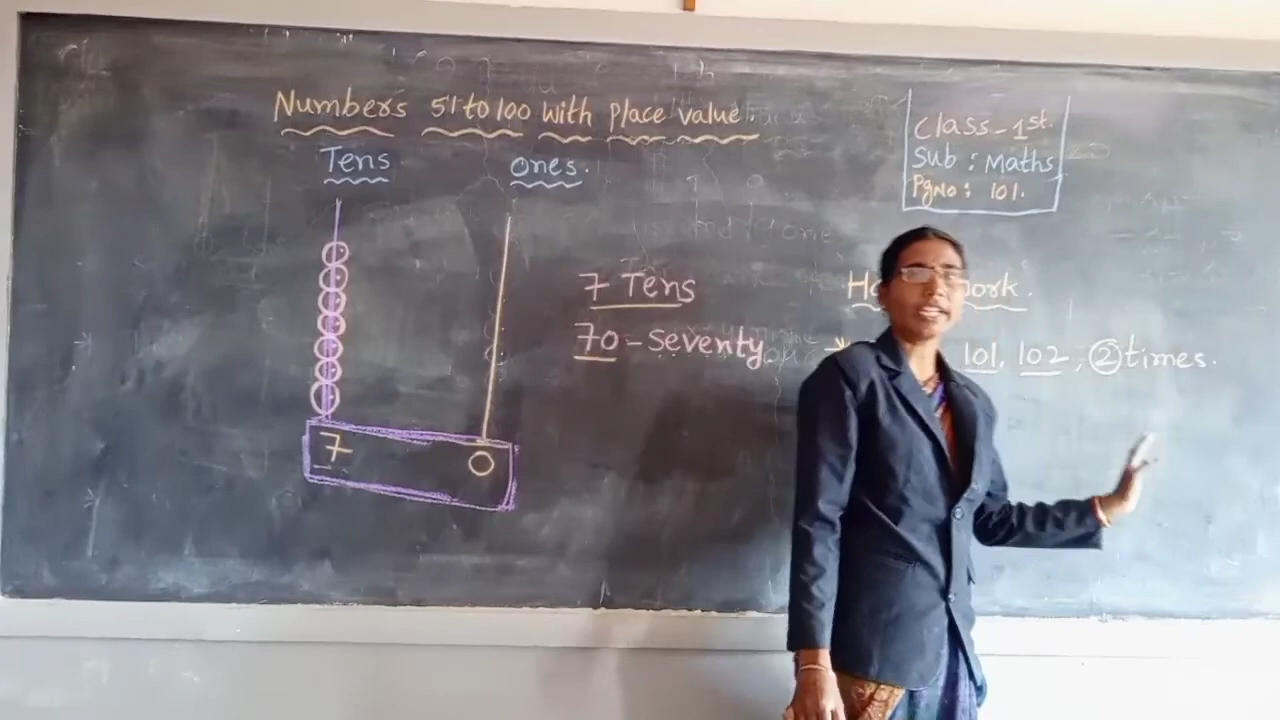 Numbers 51 to 100 with place value.
Tens ones.
Class - 1st.
Sub : Maths
PgNo : 101.
7 Tens
70 - seventy
7 0
101, 102, ② times.